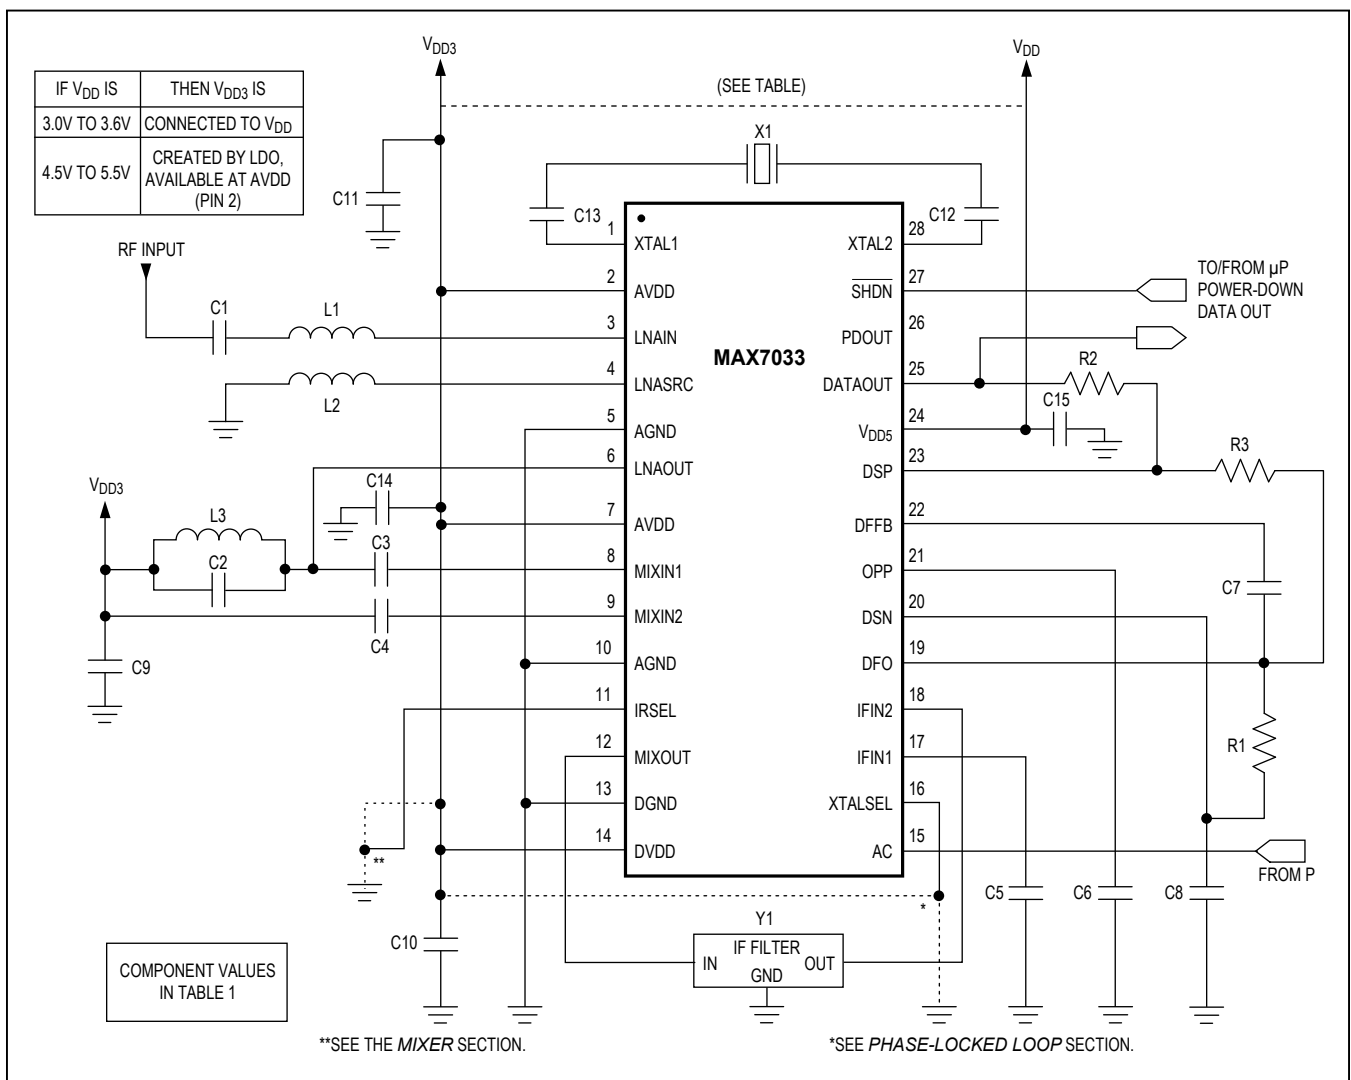 V_DD3
V_DD
IF V_DD IS
THEN V_DD3 IS
3.0V TO 3.6V
CONNECTED TO V_DD
4.5V TO 5.5V
CREATED BY LDO,
AVAILABLE AT AVDD
(PIN 2)
(SEE TABLE)
X1
C11
C13
C12
RF INPUT
C1
L1
L2
1
XTAL1
2
AVDD
3
LNAIN
4
LNASRC
5
AGND
6
LNAOUT
7
AVDD
8
MIXIN1
9
MIXIN2
10
AGND
11
IRSEL
12
MIXOUT
13
DGND
14
DVDD
MAX7033
28
XTAL2
27
SHDN
26
PDOUT
25
DATAOUT
24
V_DD5
23
DSP
22
DFFB
21
OPP
20
DSN
19
DFO
18
IFIN2
17
IFIN1
16
XTALSEL
15
AC
TO/FROM µP
POWER-DOWN
DATA OUT
R2
C15
R3
C7
R1
FROM P
V_DD3
L3
C2
C14
C3
C4
C9
**
*
C10
C5
C6
C8
Y1
IF FILTER
IN
OUT
GND
COMPONENT VALUES
IN TABLE 1
**SEE THE MIXER SECTION.
*SEE PHASE-LOCKED LOOP SECTION.